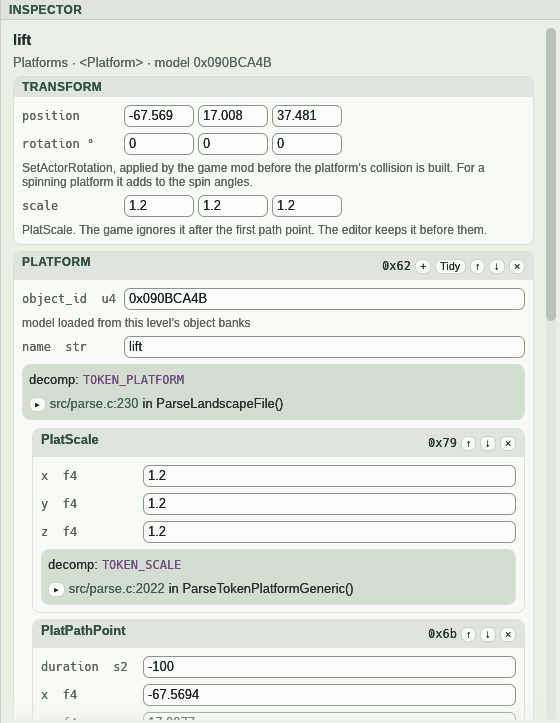 INSPECTOR
lift
Platforms · <Platform> · model 0x090BCA4B
TRANSFORM
position -67.569 17.008 37.481
rotation ° 0 0 0
SetActorRotation, applied by the game mod before the platform's collision is built. For a
spinning platform it adds to the spin angles.
scale 1.2 1.2 1.2
PlatScale. The game ignores it after the first path point. The editor keeps it before them.
PLATFORM 0x62 + Tidy ↑ ↓ ×
object_id u4 0x090BCA4B
model loaded from this level's object banks
name str lift
decomp: TOKEN_PLATFORM
▸ src/parse.c:230 in ParseLandscapeFile()
PlatScale 0x79 ↑ ↓ ×
x f4 1.2
y f4 1.2
z f4 1.2
decomp: TOKEN_SCALE
▸ src/parse.c:2022 in ParseTokenPlatformGeneric()
PlatPathPoint 0x6b ↑ ↓ ×
duration s2 -100
x f4 -67.5694